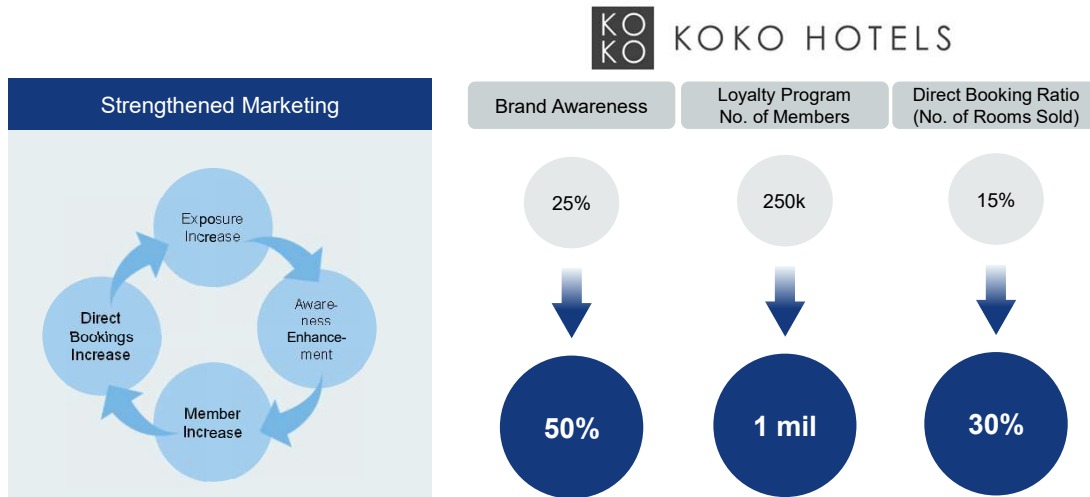 KO
KO
KOKO HOTELS
Strengthened Marketing
Exposure
Increase
Aware-
ness
Enhance-
ment
Member
Increase
Direct
Bookings
Increase
Brand Awareness
Loyalty Program
No. of Members
Direct Booking Ratio
(No. of Rooms Sold)
25%
250k
15%
50%
1 mil
30%